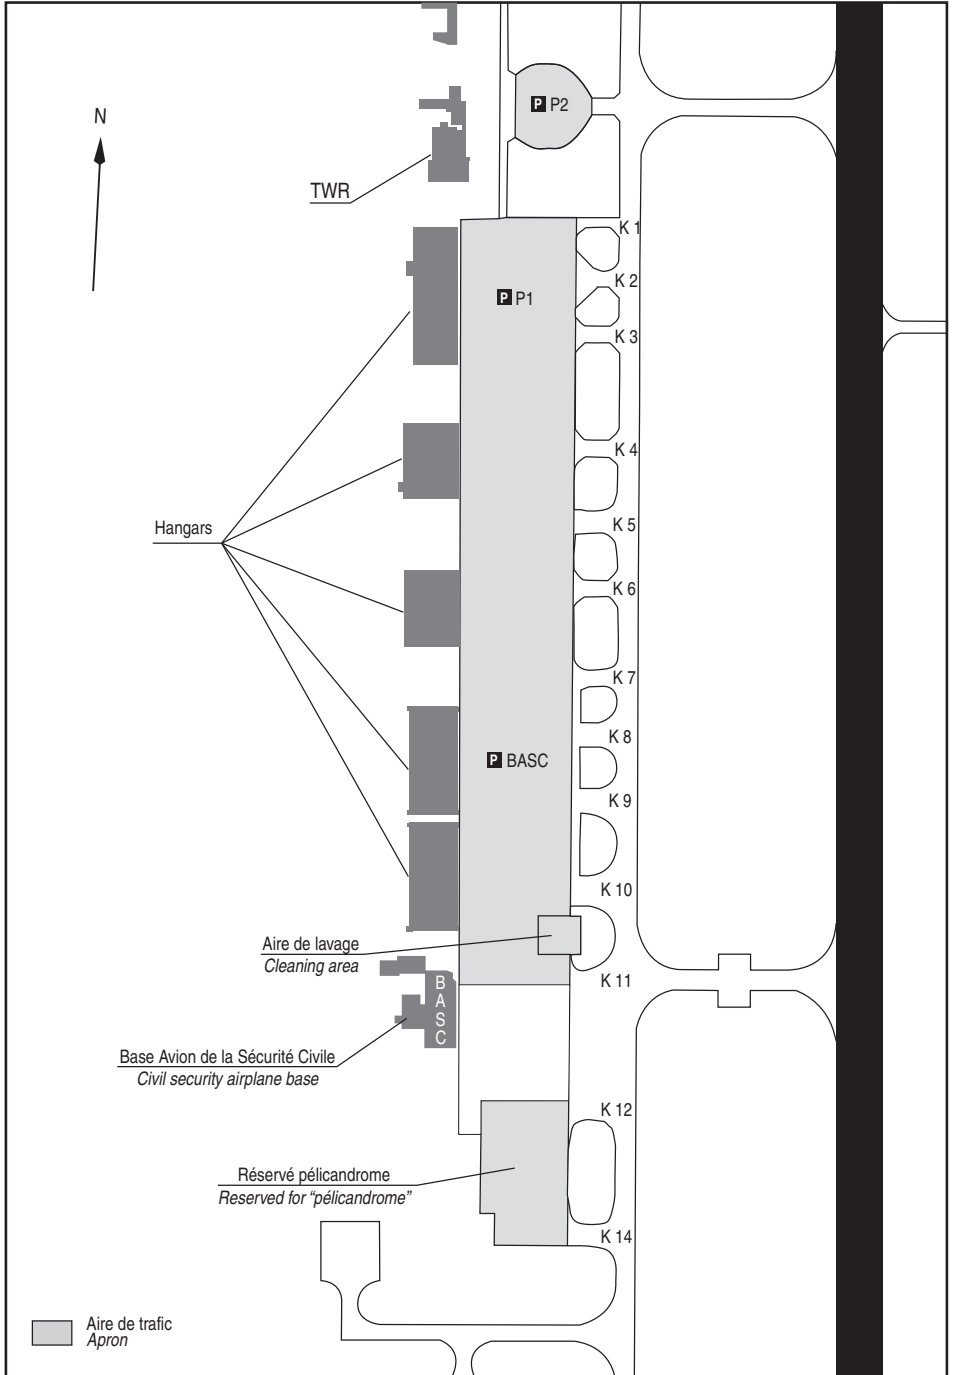 N
P P2
TWR
K 1
K 2
P P1
K 3
K 4
K 5
Hangars
K 6
K 7
K 8
P BASC
K 9
K 10
Aire de lavage
Cleaning area
K 11
B
A
S
C
Base Avion de la Sécurité Civile
Civil security airplane base
K 12
Réservé pélicandrome
Reserved for “pélicandrome”
K 14
Aire de trafic
Apron